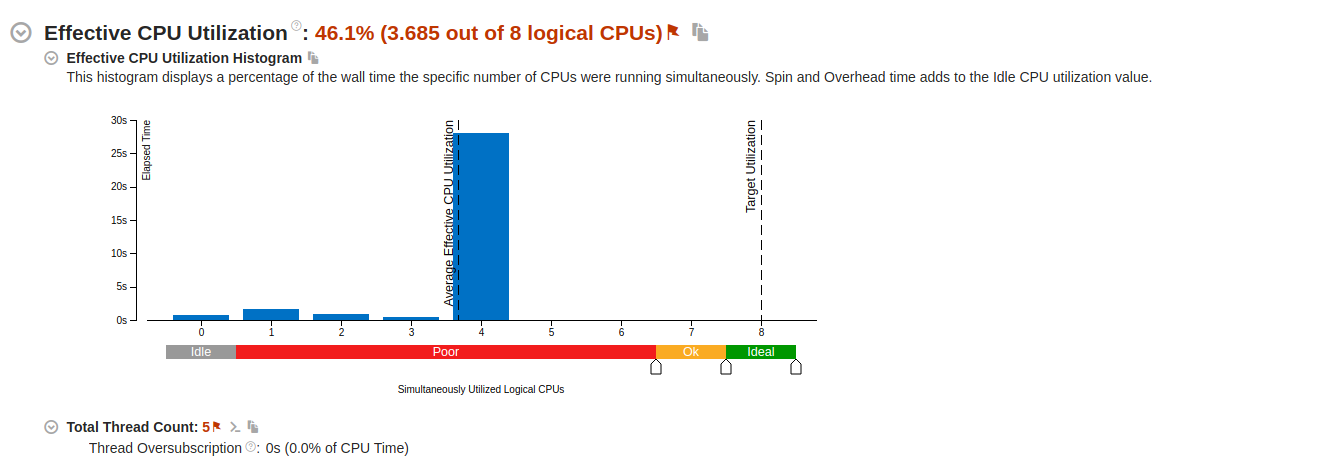 Effective CPU Utilization ?: 46.1% (3.685 out of 8 logical CPUs)
Effective CPU Utilization Histogram
This histogram displays a percentage of the wall time the specific number of CPUs were running simultaneously. Spin and Overhead time adds to the Idle CPU utilization value.
30s
25s
20s
15s
10s
5s
0s
Elapsed Time
Average Effective CPU Utilization
Target Utilization
0 1 2 3 4 5 6 7 8
Idle Poor Ok Ideal
Simultaneously Utilized Logical CPUs
Total Thread Count: 5
Thread Oversubscription ?: 0s (0.0% of CPU Time)